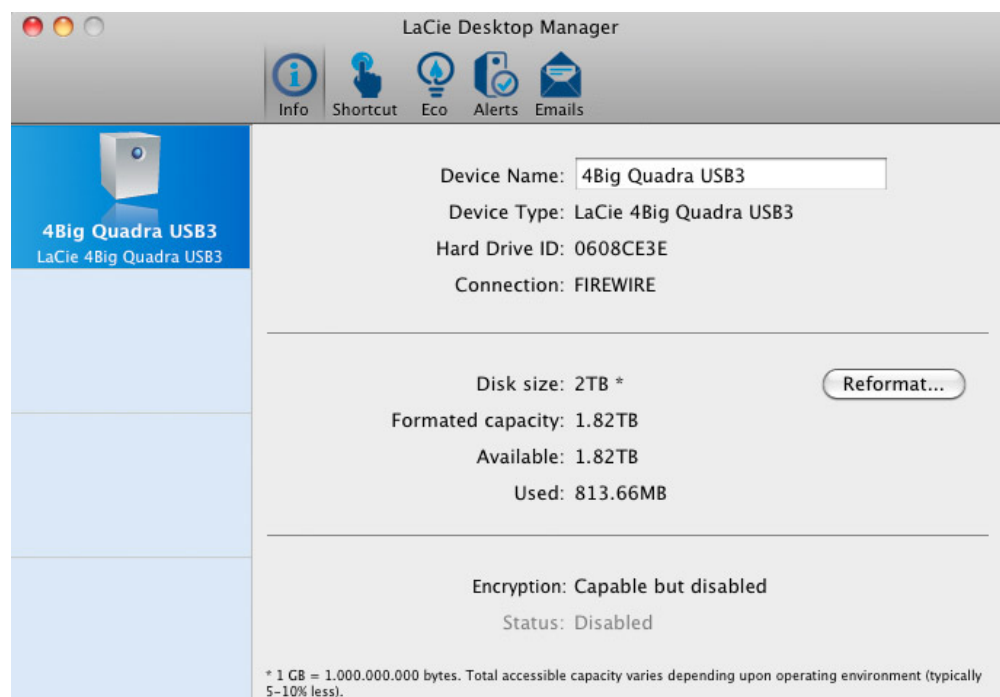 LaCie Desktop Manager
Info Shortcut Eco Alerts Emails
4Big Quadra USB3
LaCie 4Big Quadra USB3
Device Name: 4Big Quadra USB3
Device Type: LaCie 4Big Quadra USB3
Hard Drive ID: 0608CE3E
Connection: FIREWIRE
Disk size: 2TB *
Reformat...
Formated capacity: 1.82TB
Available: 1.82TB
Used: 813.66MB
Encryption: Capable but disabled
Status: Disabled
* 1 GB = 1.000.000.000 bytes. Total accessible capacity varies depending upon operating environment (typically
5-10% less).